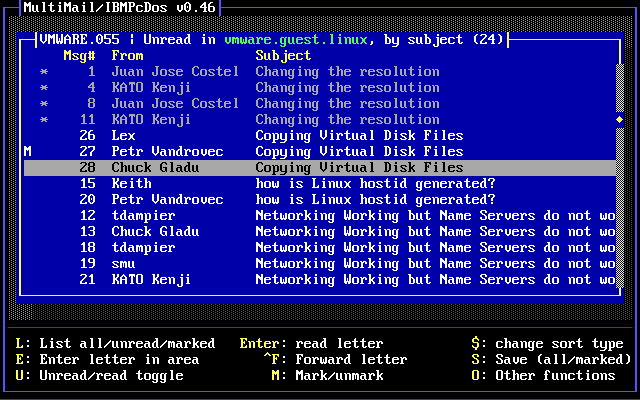 MultiMail/IBMPcDos v0.46
VMWARE.055 ¦ Unread in vmware.guest.linux, by subject (24)
Msg# From Subject
* 1 Juan Jose Costel Changing the resolution
* 4 KATO Kenji Changing the resolution
* 8 Juan Jose Costel Changing the resolution
* 11 KATO Kenji Changing the resolution
26 Lex Copying Virtual Disk Files
M 27 Petr Vandrovec Copying Virtual Disk Files
28 Chuck Gladu Copying Virtual Disk Files
15 Keith how is Linux hostid generated?
20 Petr Vandrovec how is Linux hostid generated?
12 tdampier Networking Working but Name Servers do not wo
13 Chuck Gladu Networking Working but Name Servers do not wo
18 tdampier Networking Working but Name Servers do not wo
19 smu Networking Working but Name Servers do not wo
21 KATO Kenji Networking Working but Name Servers do not wo
L: List all/unread/marked Enter: read letter $: change sort type
E: Enter letter in area ^F: Forward letter S: Save (all/marked)
U: Unread/read toggle M: Mark/unmark O: Other functions